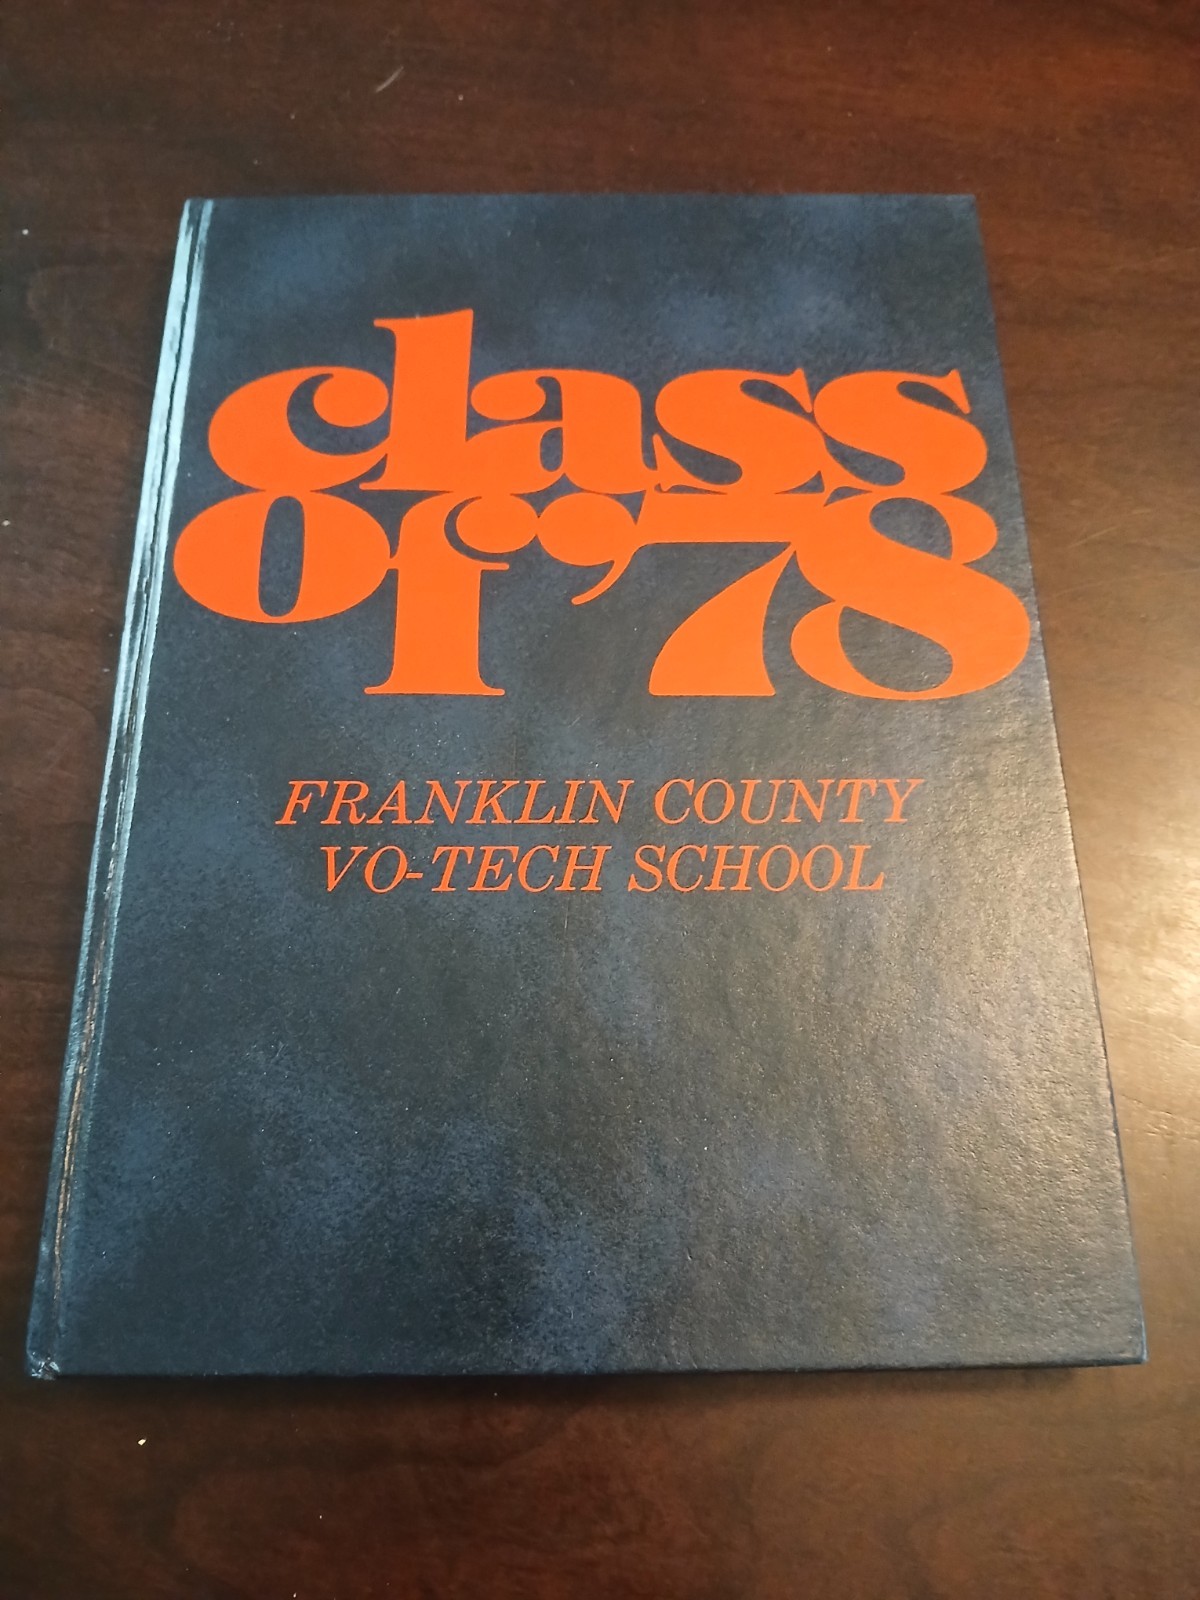 class
of '78
FRANKLIN COUNTY
VO-TECH SCHOOL